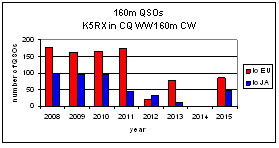 160m QSOs
K5RX in CQ WW160m CW
number of QSOs
200
150
100
50
0
2008 2009 2010 2011 2012 2013 2014 2015
year
to EU
to JA